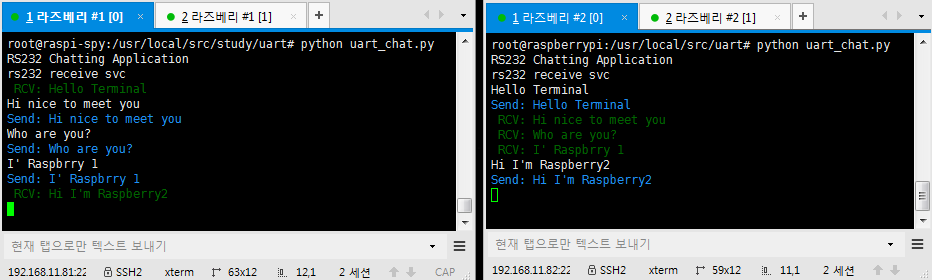 1 라즈베리 #1 [0]
2 라즈베리 #1 [1]
root@raspi-spy:/usr/local/src/study/uart# python uart_chat.py
RS232 Chatting Application
rs232 receive svc
RCV: Hello Terminal
Hi nice to meet you
Send: Hi nice to meet you
Who are you?
Send: Who are you?
I' Raspbrry 1
Send: I' Raspbrry 1
RCV: Hi I'm Raspberry2
현재 탭으로만 텍스트 보내기
192.168.11.81:22 SSH2 xterm 63x12 12,1 2 세션 CAP
1 라즈베리 #2 [0]
2 라즈베리 #2 [1]
root@raspberrypi:/usr/local/src/uart# python uart_chat.py
RS232 Chatting Application
rs232 receive svc
Hello Terminal
Send: Hello Terminal
RCV: Hi nice to meet you
RCV: Who are you?
RCV: I' Raspbrry 1
Hi I'm Raspberry2
Send: Hi I'm Raspberry2
현재 탭으로만 텍스트 보내기
192.168.11.82:22 SSH2 xterm 59x12 11,1 2 세션